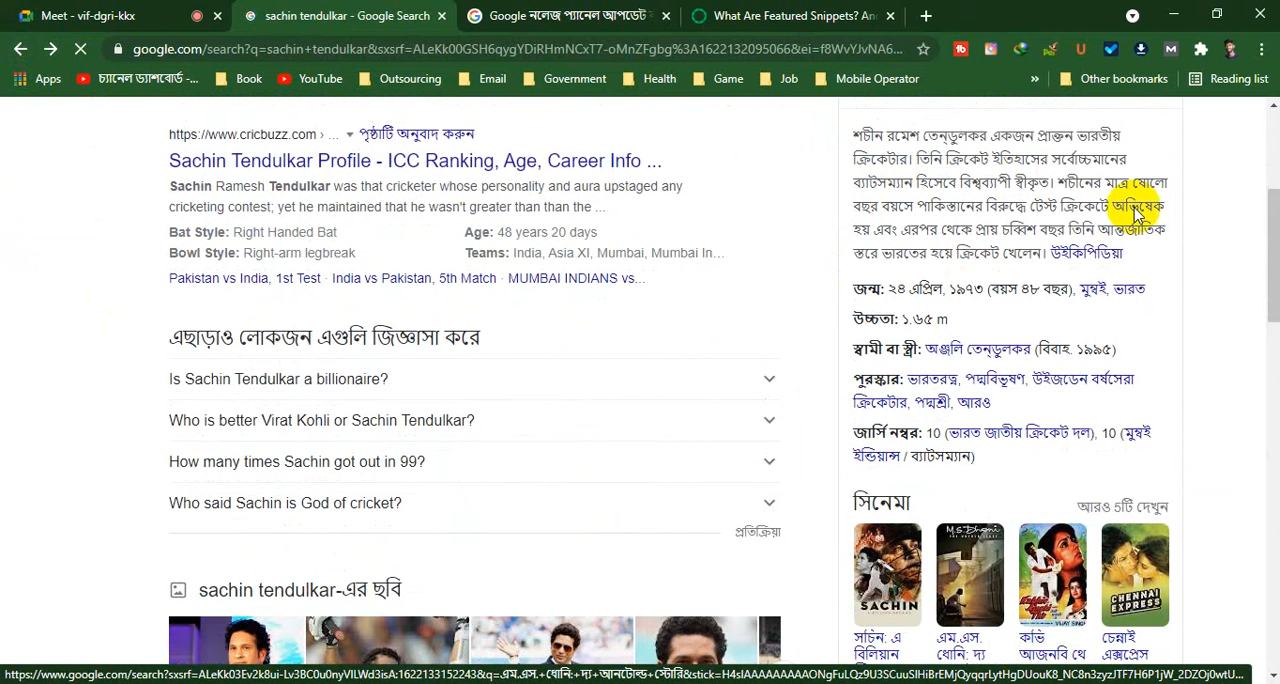 Meet - vif-dgri-kkx
sachin tendulkar - Google Search
Google নলেজ প্যানেল আপডেট ব
What Are Featured Snippets? An
google.com/search?q=sachin+tendulkar&sxsrf=ALeKk00GSH6qygYDiRHmNCxT7-oMnZFgbg%3A1622132095066&ei=f8WvYJvNA6...
Apps
চ্যানেল ড্যাশবোর্ড -...
Book
YouTube
Outsourcing
Email
Government
Health
Game
Job
Mobile Operator
»
Other bookmarks
Reading list
https://www.cricbuzz.com › ... পৃষ্ঠাটি অনুবাদ করুন
Sachin Tendulkar Profile - ICC Ranking, Age, Career Info ...
Sachin Ramesh Tendulkar was that cricketer whose personality and aura upstaged any
cricketing contest; yet he maintained that he wasn't greater than than the ...
Bat Style: Right Handed Bat
Age: 48 years 20 days
Bowl Style: Right-arm legbreak
Teams: India, Asia XI, Mumbai, Mumbai In...
Pakistan vs India, 1st Test · India vs Pakistan, 5th Match · MUMBAI INDIANS vs...
এছাড়াও লোকজন এগুলি জিজ্ঞাসা করে
Is Sachin Tendulkar a billionaire?
Who is better Virat Kohli or Sachin Tendulkar?
How many times Sachin got out in 99?
Who said Sachin is God of cricket?
প্রতিক্রিয়া
sachin tendulkar-এর ছবি
শচীন রমেশ তেন্ডুলকর একজন প্রাক্তন ভারতীয়
ক্রিকেটার। তিনি ক্রিকেট ইতিহাসের সর্বোচ্চমানের
ব্যাটসম্যান হিসেবে বিশ্বব্যাপী স্বীকৃত। শচীনের মাত্র ষোলো
বছর বয়সে পাকিস্তানের বিরুদ্ধে টেস্ট ক্রিকেটে অভিষেক
হয় এবং এরপর থেকে প্রায় চব্বিশ বছর তিনি আন্তর্জাতিক
স্তরে ভারতের হয়ে ক্রিকেট খেলেন। উইকিপিডিয়া
জন্ম: ২৪ এপ্রিল, ১৯৭৩ (বয়স ৪৮ বছর), মুম্বই, ভারত
উচ্চতা: ১.৬৫ m
স্বামী বা স্ত্রী: অঞ্জলি তেন্ডুলকর (বিবাহ. ১৯৯৫)
পুরস্কার: ভারতরত্ন, পদ্মবিভূষণ, উইজডেন বর্ষসেরা
ক্রিকেটার, পদ্মশ্রী, আরও
জার্সি নম্বর: 10 (ভারত জাতীয় ক্রিকেট দল), 10 (মুম্বই
ইন্ডিয়ান্স / ব্যাটসম্যান)
সিনেমা
আরও 5টি দেখুন
SACHIN
M.S. Dhoni
CHENNAI
EXPRESS
সচিন: এ
বিলিয়ান
এম.এস.
ধোনি: দ্য
কভি
আজনবি থে
চেন্নাই
এক্সপ্রেস